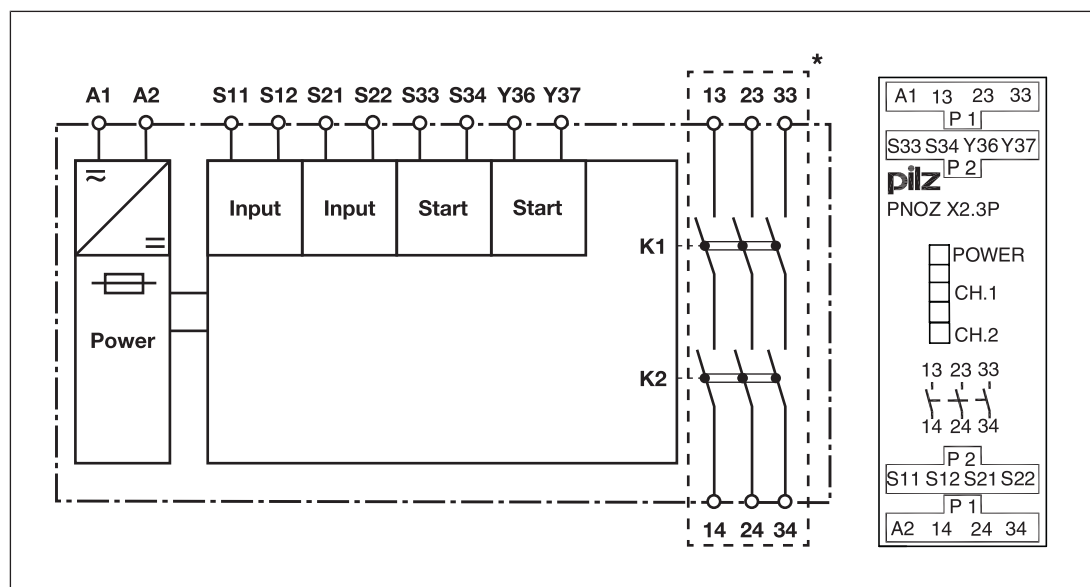 *
A1 A2 S11 S12 S21 S22 S33 S34 Y36 Y37 13 23 33
Input Input Start Start
K1
Power
K2
14 24 34
A1 13 23 33
P 1
S33 S34 Y36 Y37
P 2
pilz
PNOZ X2.3P
POWER
CH.1
CH.2
13 23 33
14 24 34
P 2
S11 S12 S21 S22
P 1
A2 14 24 34